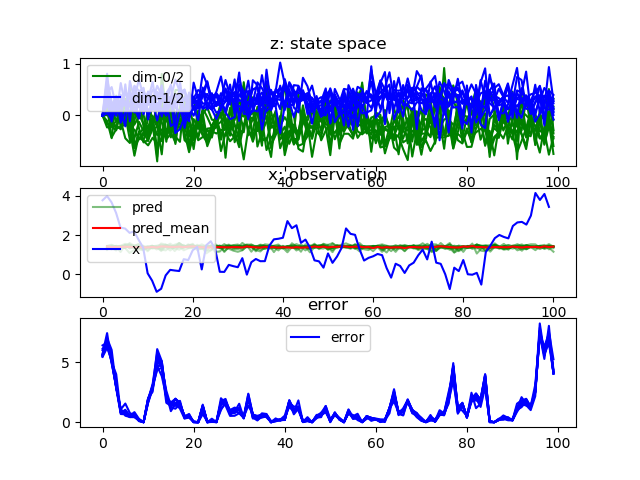 z: state space
1
0
dim-0/2
dim-1/2
0 20 40 60 80 100
x: observation
4
2
0
pred
pred_mean
x
0 20 40 60 80 100
error
5
0
error
0 20 40 60 80 100